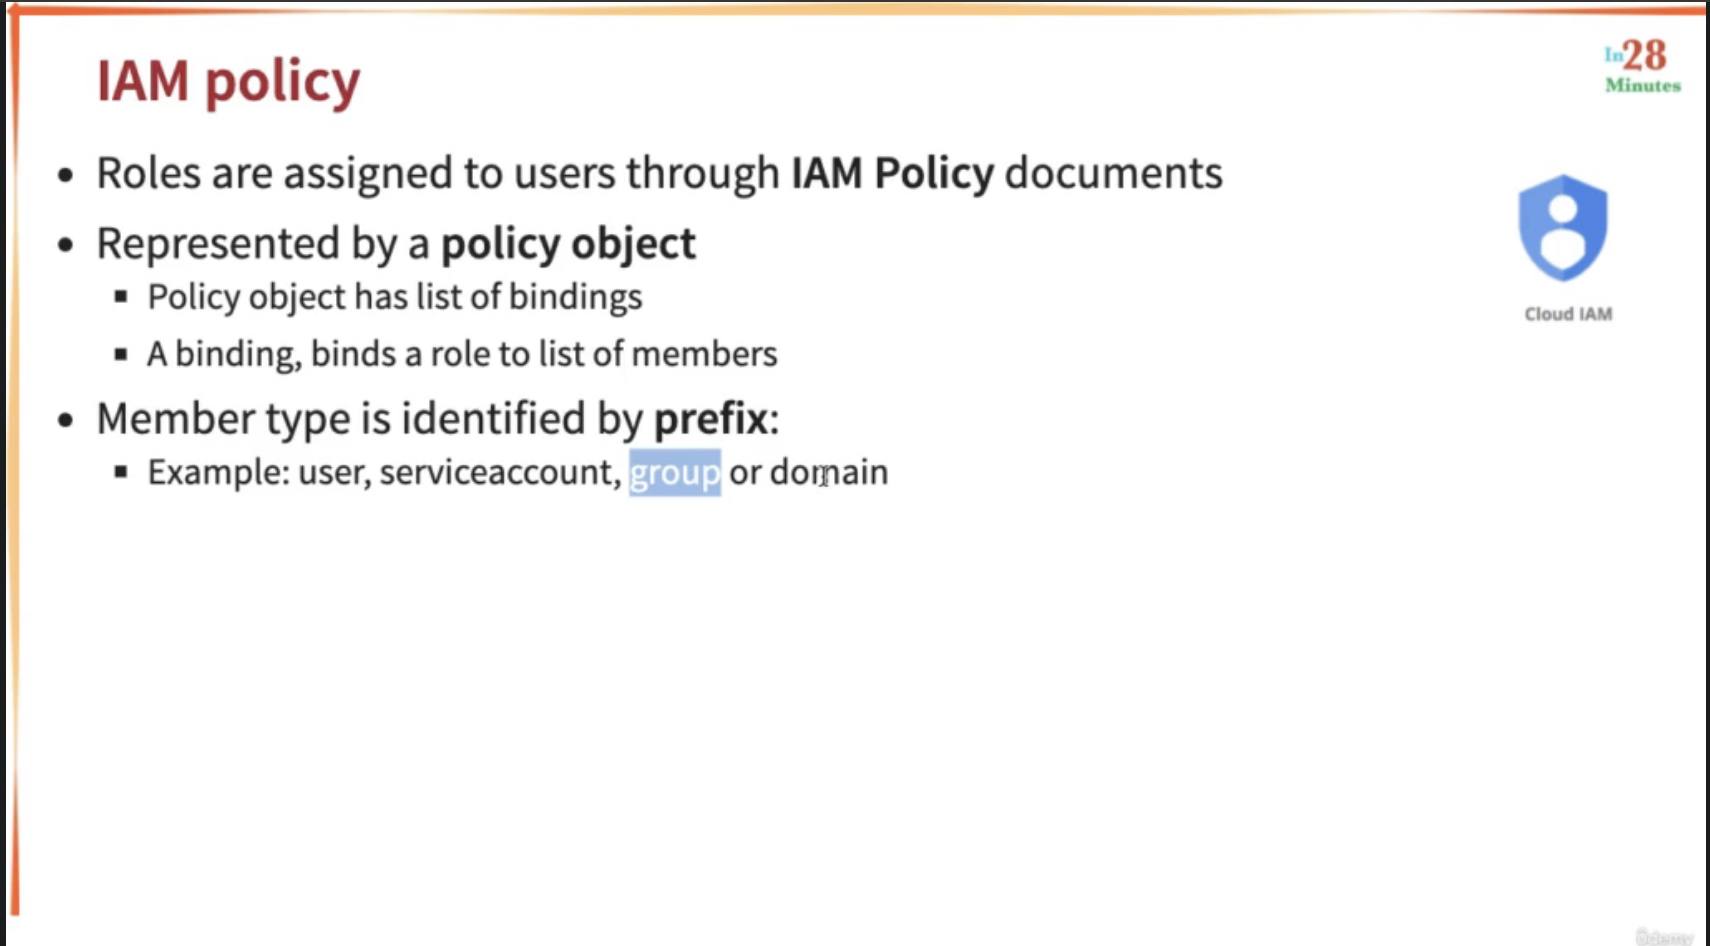 IAM policy
In28
Minutes
• Roles are assigned to users through IAM Policy documents
• Represented by a policy object
▪ Policy object has list of bindings
▪ A binding, binds a role to list of members
Cloud IAM
• Member type is identified by prefix:
▪ Example: user, serviceaccount, group or domain
ûdemy